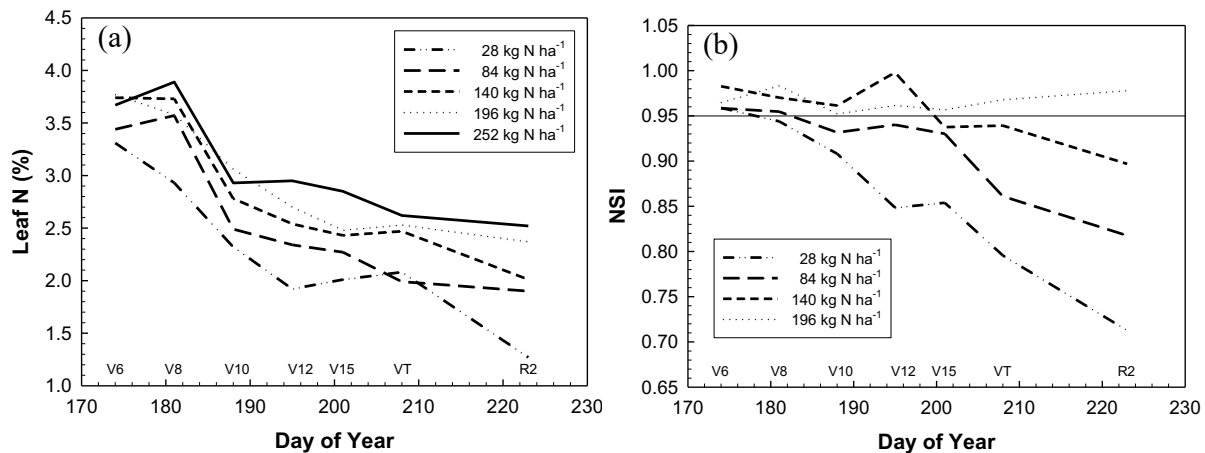 (a)
28 kg N ha-1
84 kg N ha-1
140 kg N ha-1
196 kg N ha-1
252 kg N ha-1
Leaf N (%)
4.5
4.0
3.5
3.0
2.5
2.0
1.5
1.0
V6 V8 V10 V12 V15 VT R2
170 180 190 200 210 220 230
Day of Year
(b)
NSI
1.05
1.00
0.95
0.90
0.85
0.80
0.75
0.70
0.65
28 kg N ha-1
84 kg N ha-1
140 kg N ha-1
196 kg N ha-1
V6 V8 V10 V12 V15 VT R2
170 180 190 200 210 220 230
Day of Year